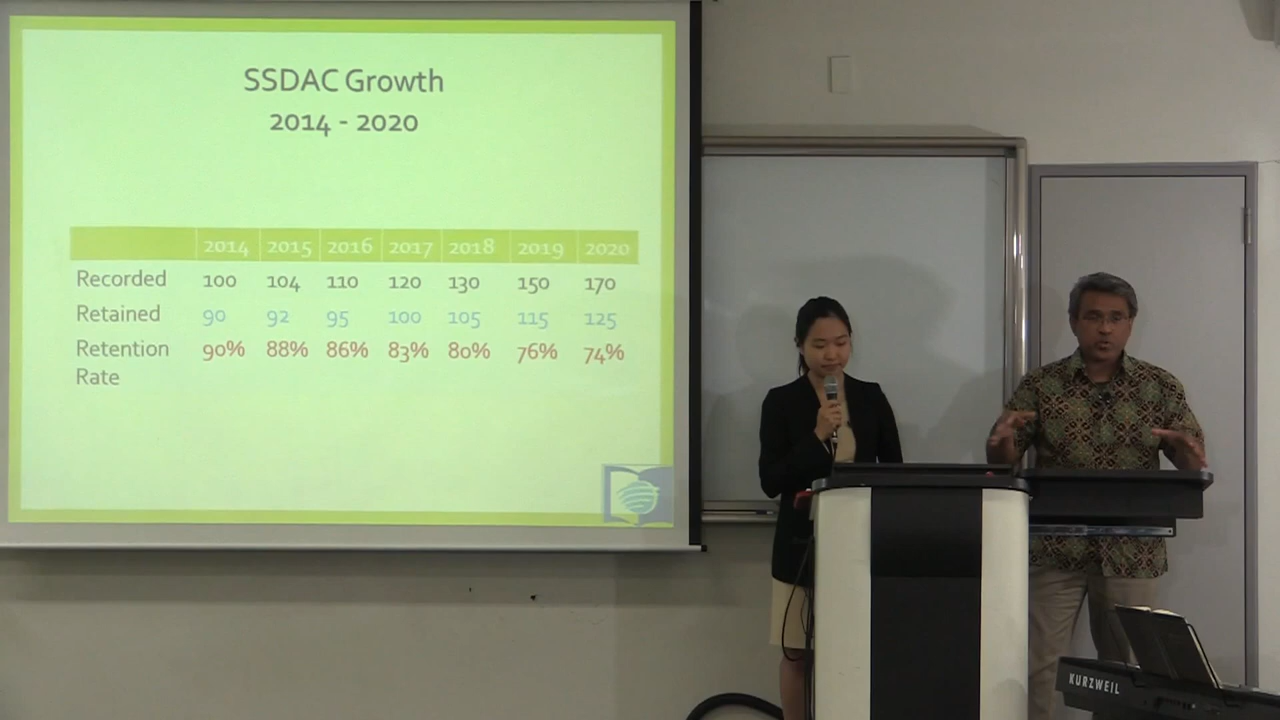 SSDAC Growth
2014 - 2020
2014 2015 2016 2017 2018 2019 2020
Recorded 100 104 110 120 130 150 170
Retained 90 92 95 100 105 115 125
Retention Rate 90% 88% 86% 83% 80% 76% 74%
KURZWEIL